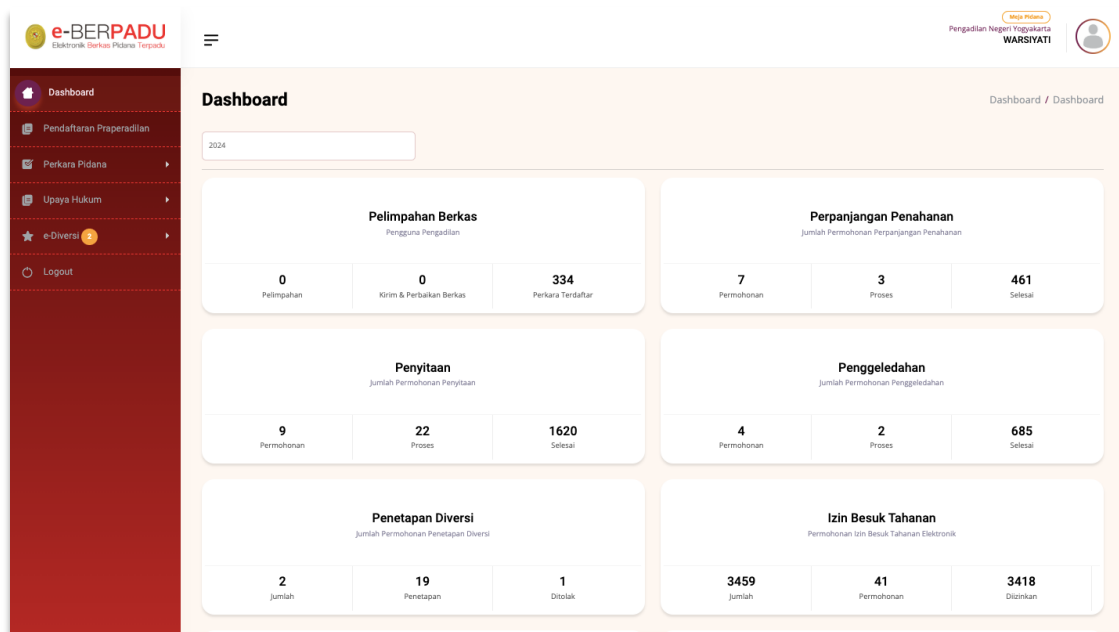 e-BERPADU
Elektronik Berkas Pidana Terpadu
Meja Pidana
Pengadilan Negeri Yogyakarta
WARSIYATI
Dashboard
Pendaftaran Praperadilan
Perkara Pidana
Upaya Hukum
e-Diversi 2
Logout
Dashboard
Dashboard / Dashboard
2024
Pelimpahan Berkas
Pengguna Pengadilan
0 0 334
Pelimpahan Kirim & Perbaikan Berkas Perkara Terdaftar
Perpanjangan Penahanan
Jumlah Permohonan Perpanjangan Penahanan
7 3 461
Permohonan Proses Selesai
Penyitaan
Jumlah Permohonan Penyitaan
9 22 1620
Permohonan Proses Selesai
Penggeledahan
Jumlah Permohonan Penggeledahan
4 2 685
Permohonan Proses Selesai
Penetapan Diversi
Jumlah Permohonan Penetapan Diversi
2 19 1
Jumlah Penetapan Ditolak
Izin Besuk Tahanan
Permohonan Izin Besuk Tahanan Elektronik
3459 41 3418
Jumlah Permohonan Diizinkan